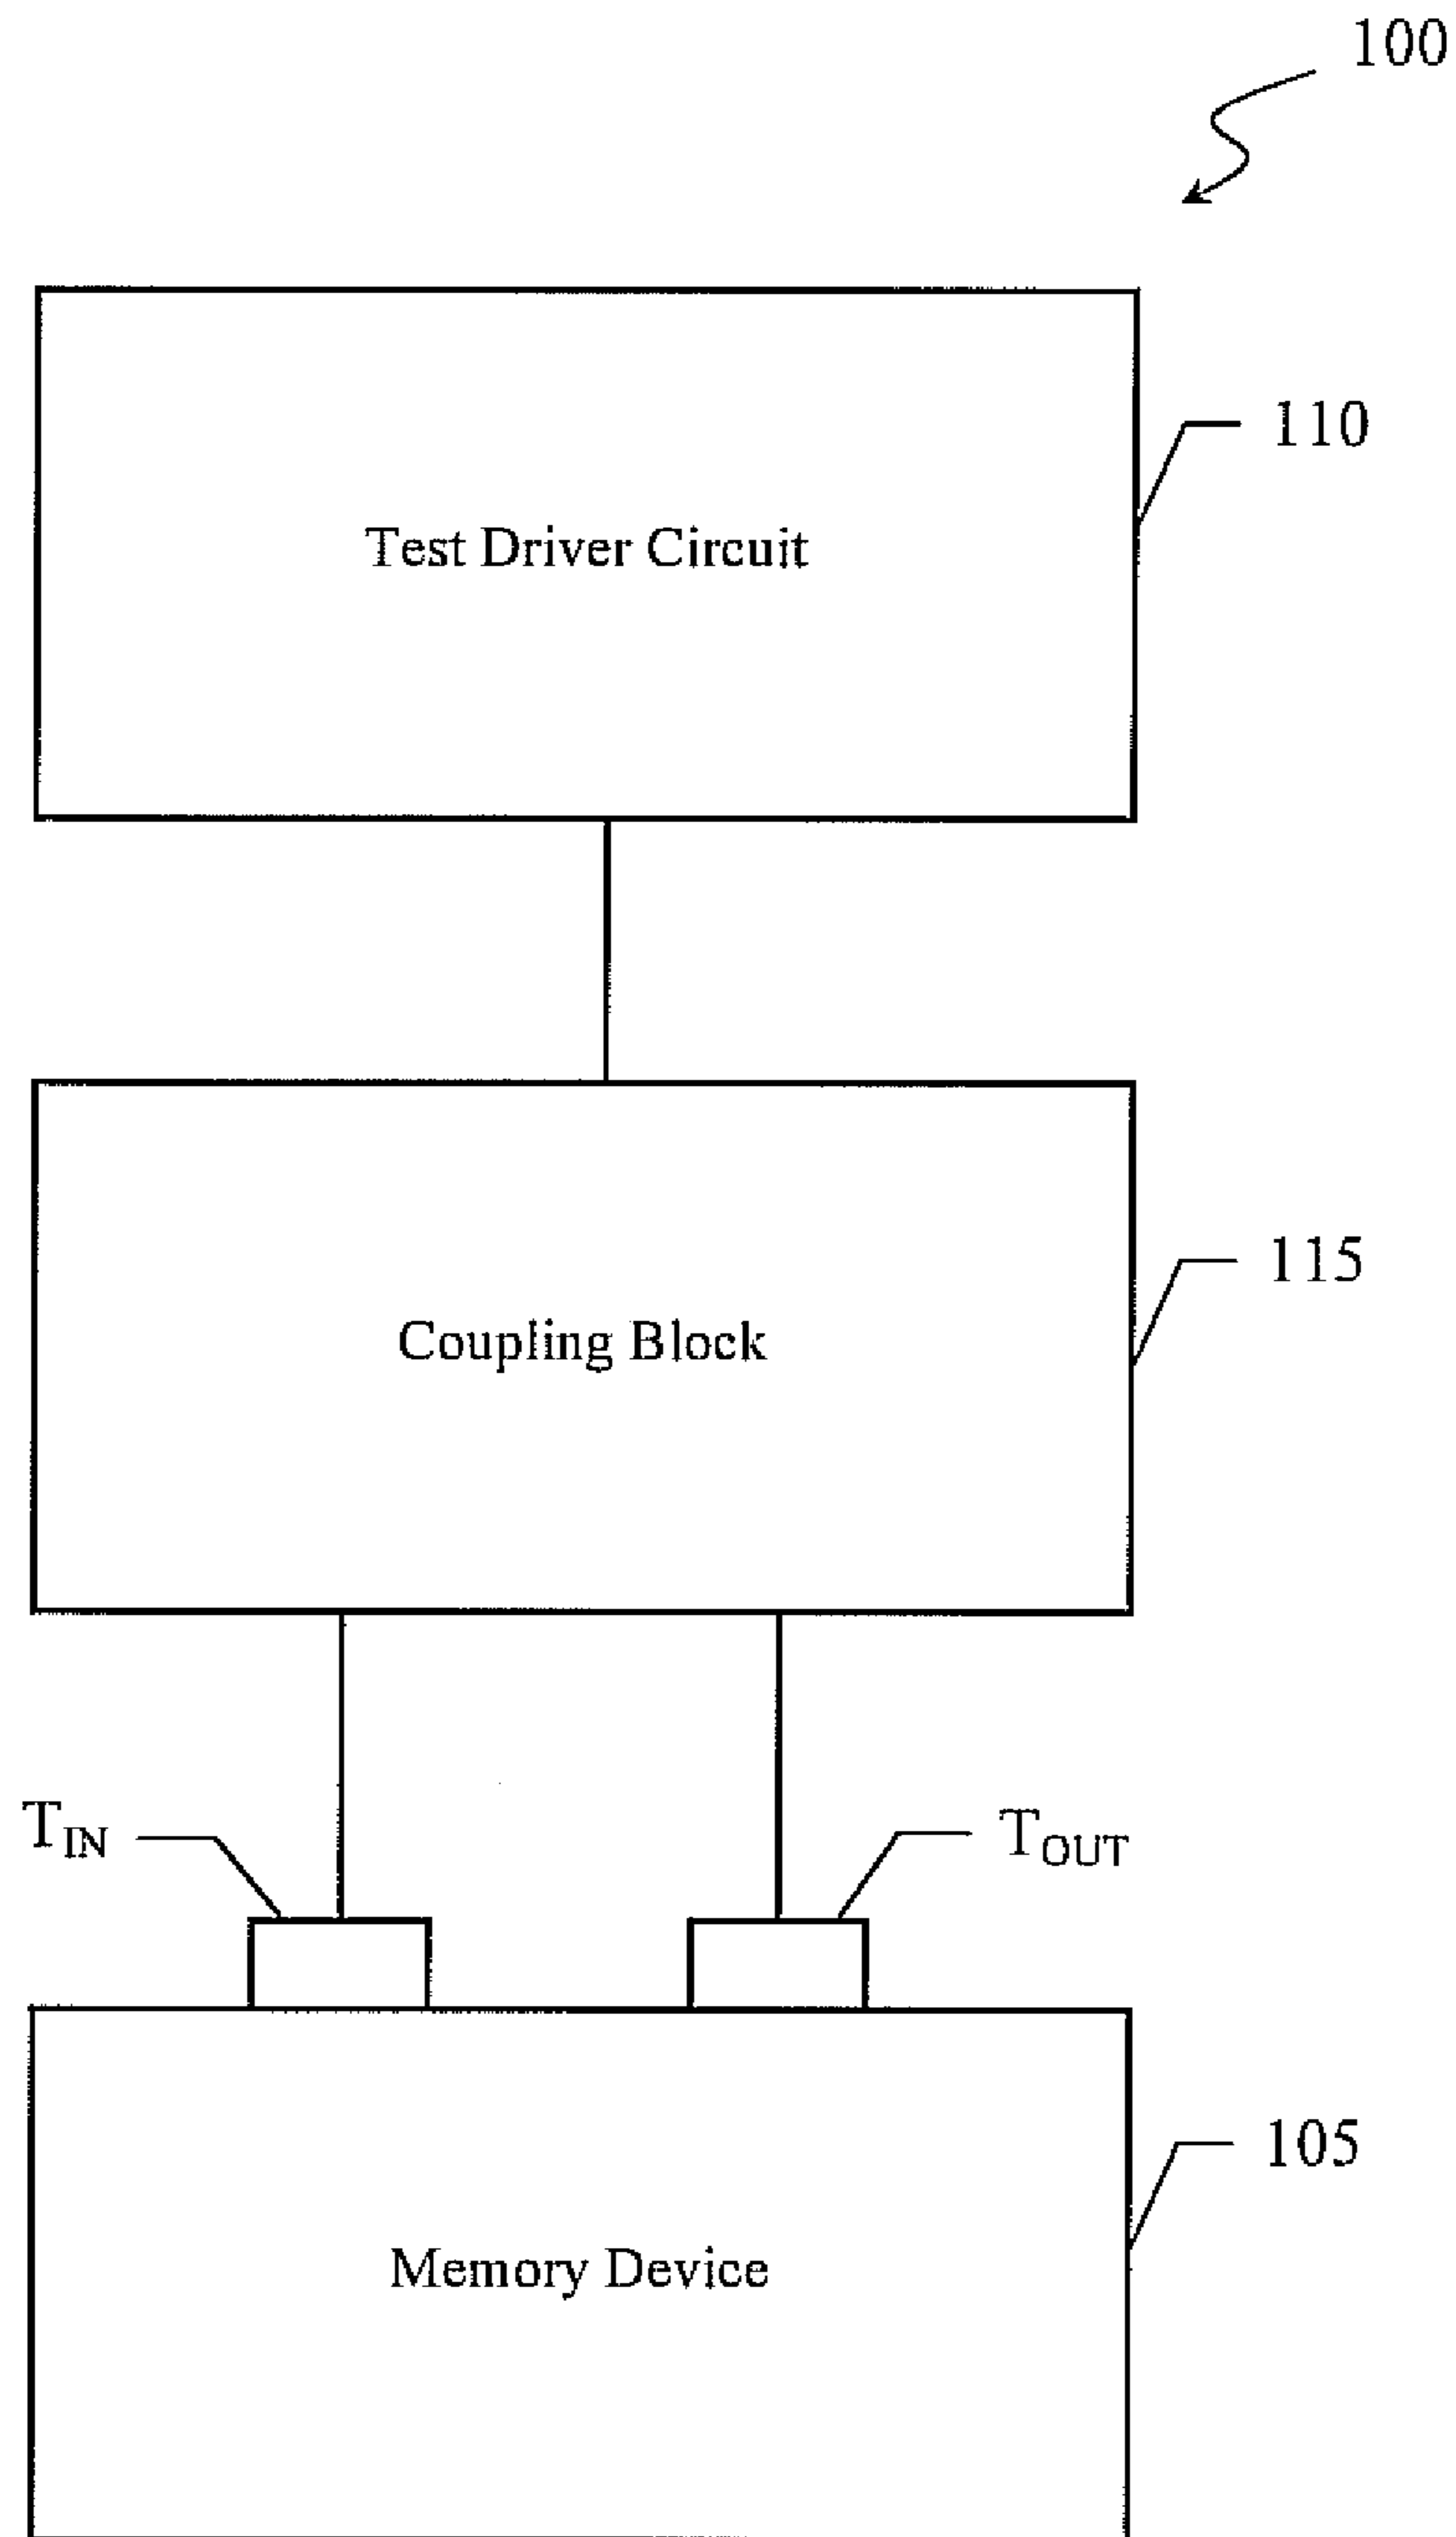 100
110
Test Driver Circuit
115
Coupling Block
T_IN
T_OUT
105
Memory Device